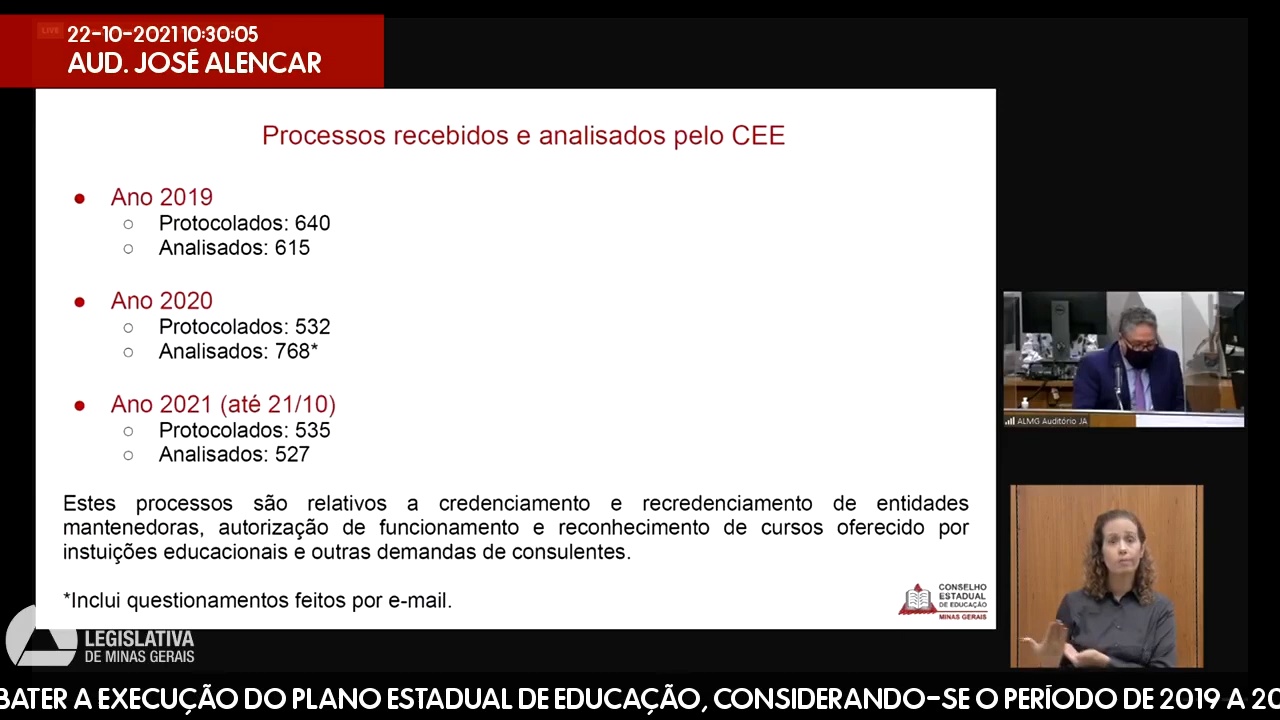 LIVE
22-10-2021 10:30:05
AUD. JOSÉ ALENCAR
Processos recebidos e analisados pelo CEE
● Ano 2019
○ Protocolados: 640
○ Analisados: 615
● Ano 2020
○ Protocolados: 532
○ Analisados: 768*
● Ano 2021 (até 21/10)
○ Protocolados: 535
○ Analisados: 527
Estes processos são relativos a credenciamento e recredenciamento de entidades
mantenedoras, autorização de funcionamento e reconhecimento de cursos oferecido por
instuições educacionais e outras demandas de consulentes.
*Inclui questionamentos feitos por e-mail.
CONSELHO
ESTADUAL
DE EDUCAÇÃO
MINAS GERAIS
ALMG Auditório JA
LEGISLATIVA
DE MINAS GERAIS
BATER A EXECUÇÃO DO PLANO ESTADUAL DE EDUCAÇÃO, CONSIDERANDO-SE O PERÍODO DE 2019 A 20